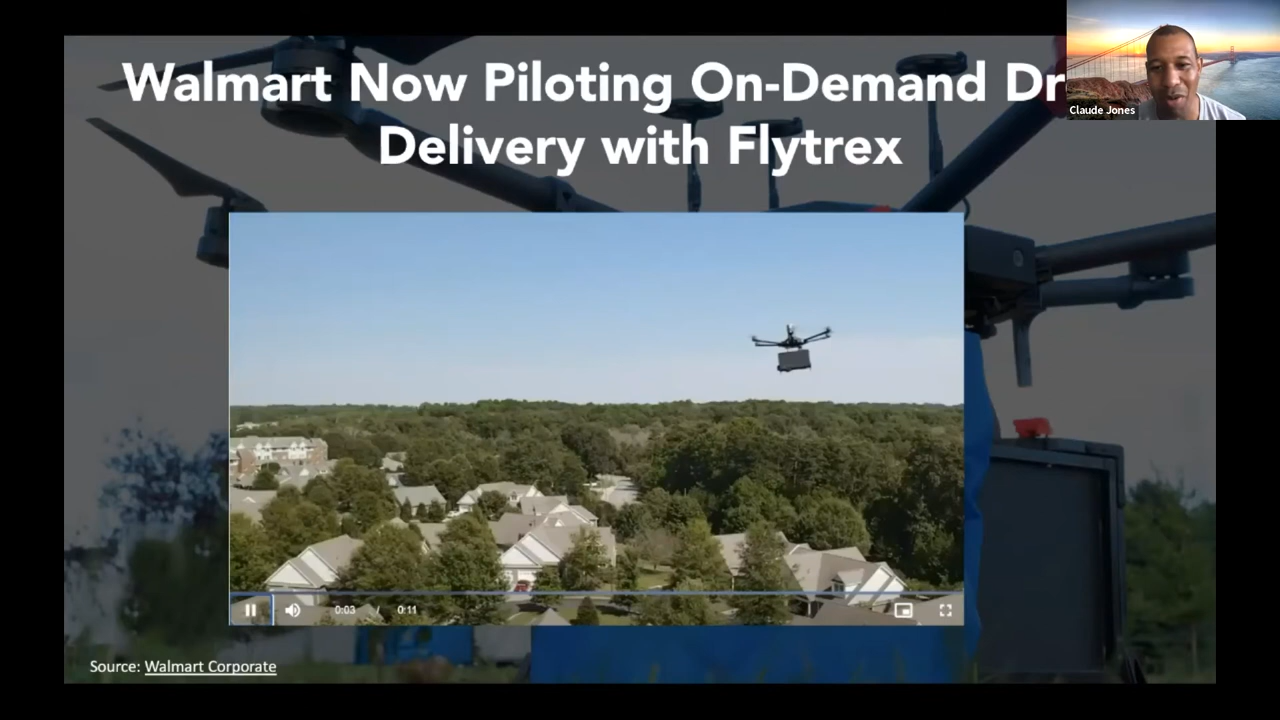 Walmart Now Piloting On-Demand Dr
Delivery with Flytrex
Claude Jones
0:03 / 0:11
Source: Walmart Corporate